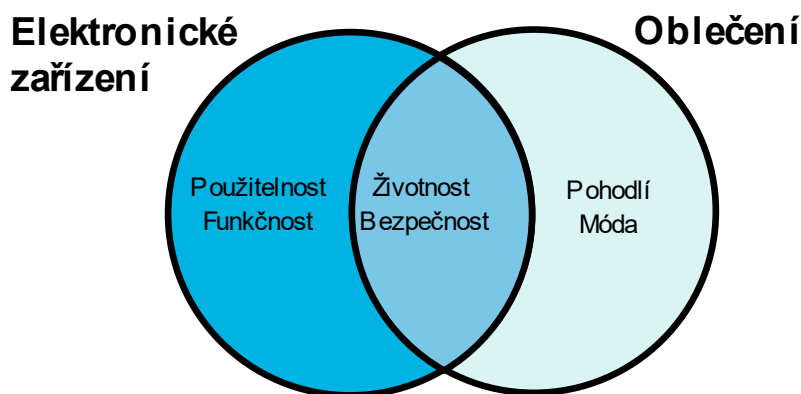 Elektronické
zařízení
Oblečení
Použitelnost
Funkčnost
Životnost
Bezpečnost
Pohodlí
Móda